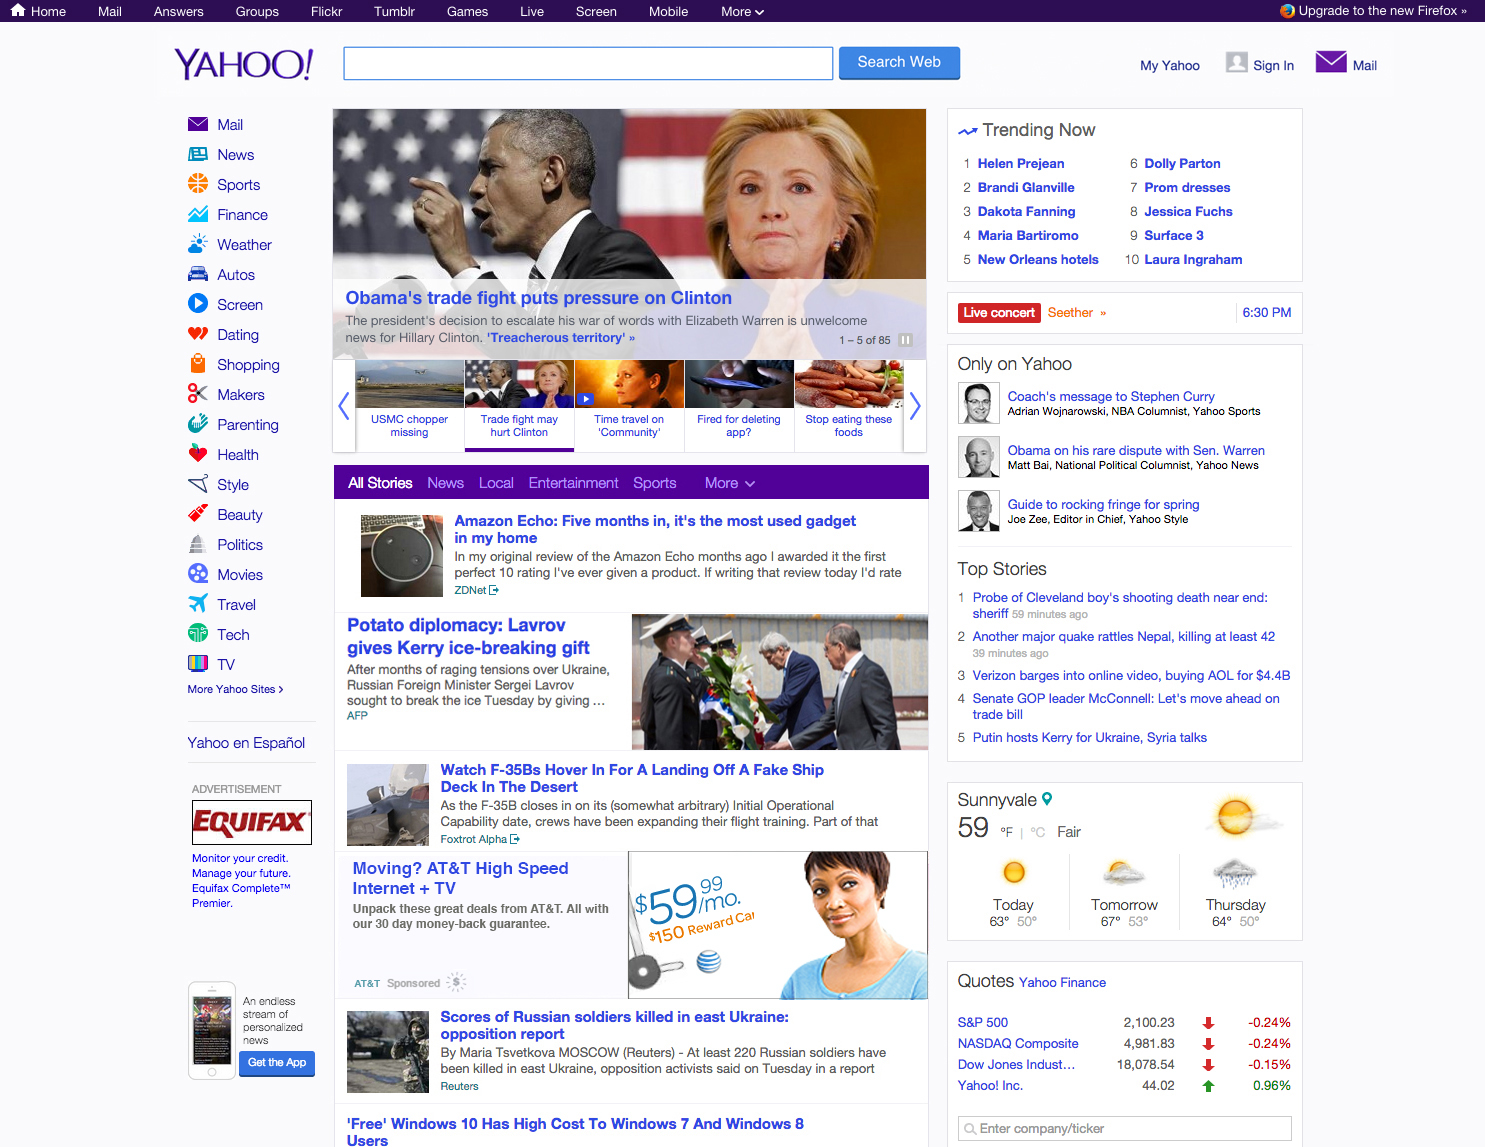 Home Mail Answers Groups Flickr Tumblr Games Live Screen Mobile More Upgrade to the new Firefox »
YAHOO!
Search Web
My Yahoo Sign In Mail
Mail
News
Sports
Finance
Weather
Autos
Screen
Dating
Shopping
Makers
Parenting
Health
Style
Beauty
Politics
Movies
Travel
Tech
TV
More Yahoo Sites ›
Yahoo en Español
ADVERTISEMENT
EQUIFAX
Monitor your credit.
Manage your future.
Equifax Complete™
Premier.
An endless
stream of
personalized
news
Get the App
Obama's trade fight puts pressure on Clinton
The president's decision to escalate his war of words with Elizabeth Warren is unwelcome
news for Hillary Clinton. 'Treacherous territory' »
1 – 5 of 85
USMC chopper
missing
Trade fight may
hurt Clinton
Time travel on
'Community'
Fired for deleting
app?
Stop eating these
foods
All Stories News Local Entertainment Sports More
Amazon Echo: Five months in, it's the most used gadget
in my home
In my original review of the Amazon Echo months ago I awarded it the first
perfect 10 rating I've ever given a product. If writing that review today I'd rate
ZDNet
Potato diplomacy: Lavrov
gives Kerry ice-breaking gift
After months of raging tensions over Ukraine,
Russian Foreign Minister Sergei Lavrov
sought to break the ice Tuesday by giving ...
AFP
Watch F-35Bs Hover In For A Landing Off A Fake Ship
Deck In The Desert
As the F-35B closes in on its (somewhat arbitrary) Initial Operational
Capability date, crews have been expanding their flight training. Part of that
Foxtrot Alpha
Moving? AT&T High Speed
Internet + TV
Unpack these great deals from AT&T. All with
our 30 day money-back guarantee.
AT&T Sponsored $
$59.99/mo.
$150 Reward Car
Scores of Russian soldiers killed in east Ukraine:
opposition report
By Maria Tsvetkova MOSCOW (Reuters) - At least 220 Russian soldiers have
been killed in east Ukraine, opposition activists said on Tuesday in a report
Reuters
'Free' Windows 10 Has High Cost To Windows 7 And Windows 8
Users
Trending Now
1 Helen Prejean
2 Brandi Glanville
3 Dakota Fanning
4 Maria Bartiromo
5 New Orleans hotels
6 Dolly Parton
7 Prom dresses
8 Jessica Fuchs
9 Surface 3
10 Laura Ingraham
Live concert Seether » 6:30 PM
Only on Yahoo
Coach's message to Stephen Curry
Adrian Wojnarowski, NBA Columnist, Yahoo Sports
Obama on his rare dispute with Sen. Warren
Matt Bai, National Political Columnist, Yahoo News
Guide to rocking fringe for spring
Joe Zee, Editor in Chief, Yahoo Style
Top Stories
1 Probe of Cleveland boy's shooting death near end:
sheriff 59 minutes ago
2 Another major quake rattles Nepal, killing at least 42
39 minutes ago
3 Verizon barges into online video, buying AOL for $4.4B
4 Senate GOP leader McConnell: Let's move ahead on
trade bill
5 Putin hosts Kerry for Ukraine, Syria talks
Sunnyvale
59 °F | °C Fair
Today
63° 50°
Tomorrow
67° 53°
Thursday
64° 50°
Quotes Yahoo Finance
S&P 500 2,100.23 -0.24%
NASDAQ Composite 4,981.83 -0.24%
Dow Jones Indust... 18,078.54 -0.15%
Yahoo! Inc. 44.02 0.96%
Enter company/ticker